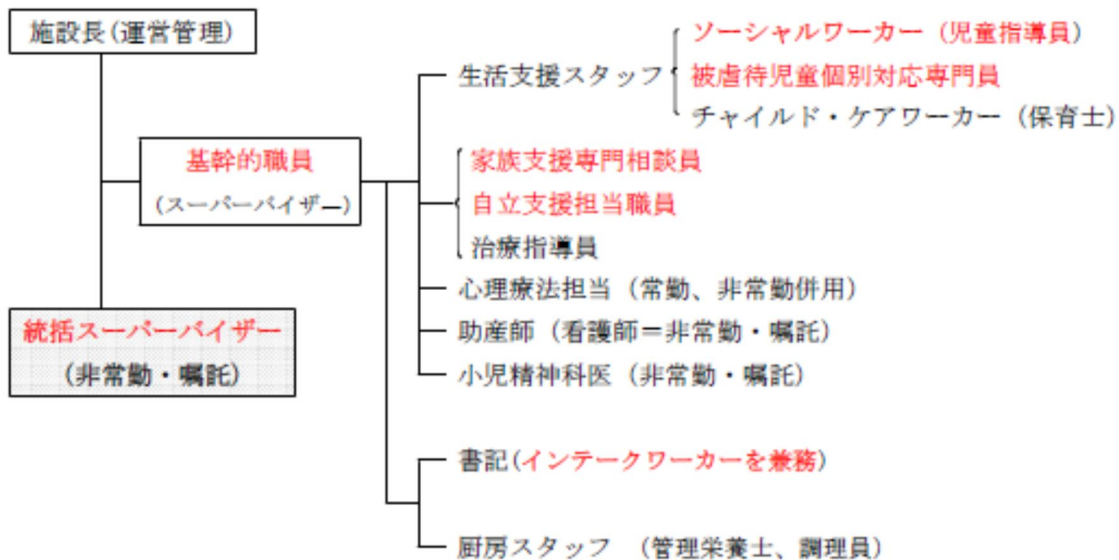 施設長(運営管理)
ソーシャルワーカー（児童指導員）
生活支援スタッフ
被虐待児童個別対応専門員
チャイルド・ケアワーカー（保育士）
基幹的職員
(スーパーバイザー)
家族支援専門相談員
自立支援担当職員
治療指導員
心理療法担当（常勤、非常勤併用）
統括スーパーバイザー
(非常勤・嘱託)
助産師（看護師＝非常勤・嘱託）
小児精神科医（非常勤・嘱託）
書記(インテークワーカーを兼務)
厨房スタッフ （管理栄養士、調理員）